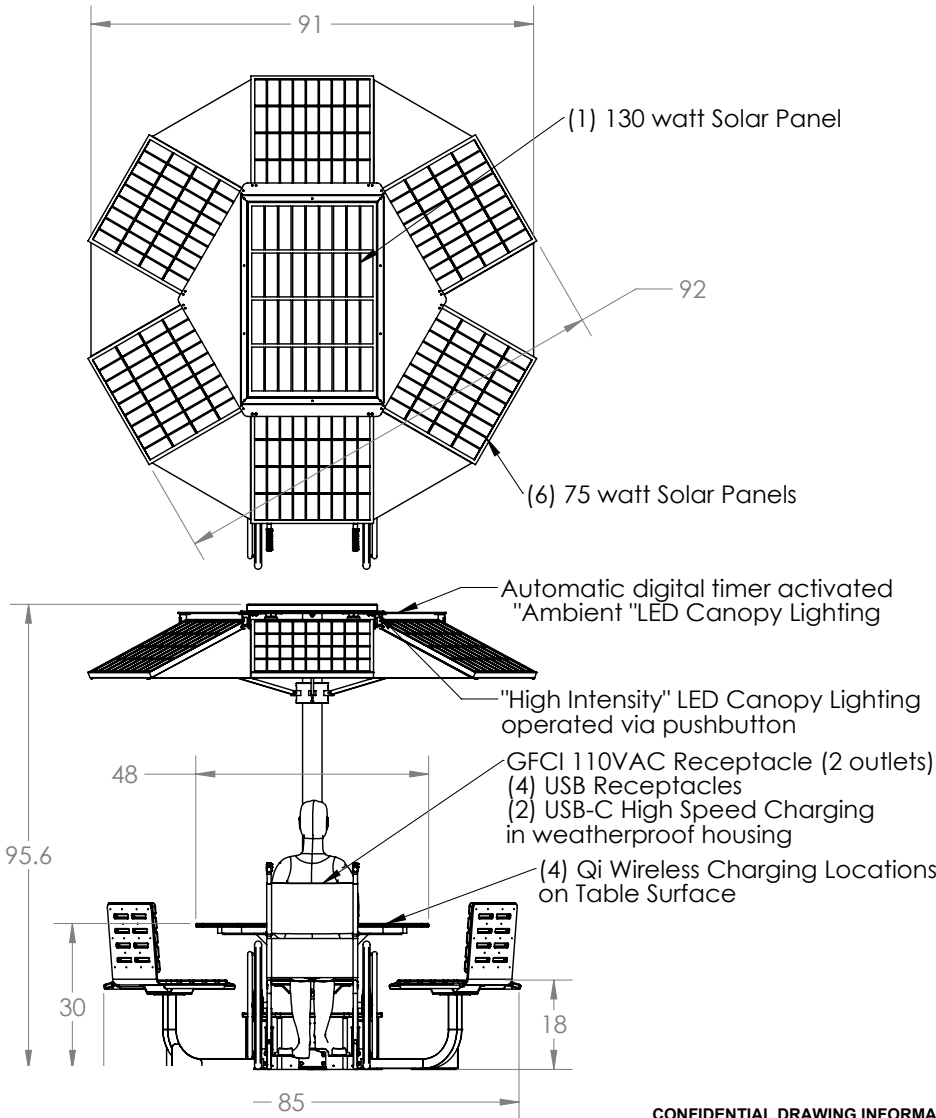 91
(1) 130 watt Solar Panel
92
(6) 75 watt Solar Panels
Automatic digital timer activated
"Ambient "LED Canopy Lighting
"High Intensity" LED Canopy Lighting
operated via pushbutton
GFCI 110VAC Receptacle (2 outlets)
(4) USB Receptacles
(2) USB-C High Speed Charging
in weatherproof housing
48
95.6
(4) Qi Wireless Charging Locations
on Table Surface
30
18
85
CONFIDENTIAL DRAWING INFORMA